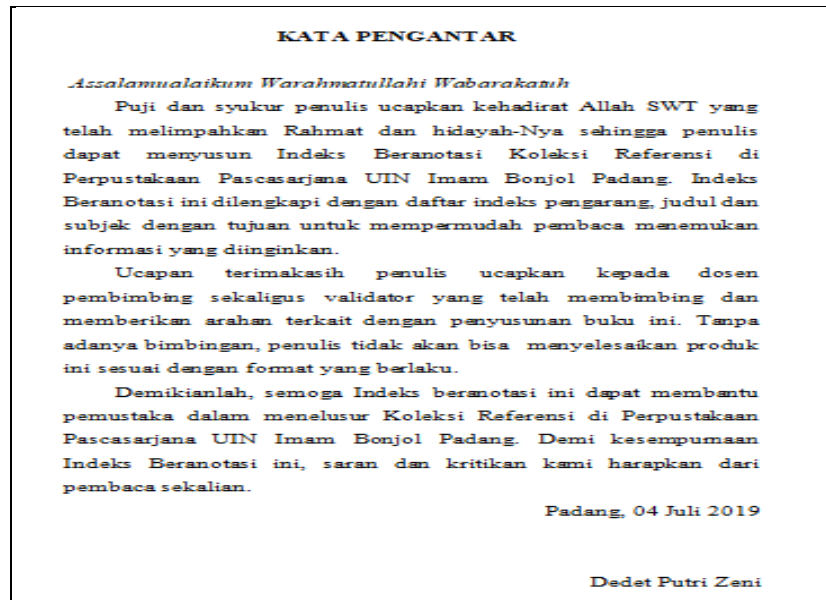 KATA PENGANTAR
Assalamualaikum Warahmatullahi Wabarakatuh
Puji dan syukur penulis ucapkan kehadirat Allah SWT yang
telah melimpahkan Rahmat dan hidayah-Nya sehingga penulis
dapat menyusun Indeks Beranotasi Koleksi Referensi di
Perpustakaan Pascasarjana UIN Imam Bonjol Padang. Indeks
Beranotasi ini dilengkapi dengan daftar indeks pengarang, judul dan
subjek dengan tujuan untuk mempermudah pembaca menemukan
informasi yang diinginkan.
Ucapan terimakasih penulis ucapkan kepada dosen
pembimbing sekaligus validator yang telah membimbing dan
memberikan arahan terkait dengan penyusunan buku ini. Tanpa
adanya bimbingan, penulis tidak akan bisa menyelesaikan produk
ini sesuai dengan format yang berlaku.
Demikianlah, semoga Indeks beranotasi ini dapat membantu
pemustaka dalam menelusur Koleksi Referensi di Perpustakaan
Pascasarjana UIN Imam Bonjol Padang. Demi kesempurnaan
Indeks Beranotasi ini, saran dan kritikan kami harapkan dari
pembaca sekalian.
Padang, 04 Juli 2019
Dedet Putri Zeni